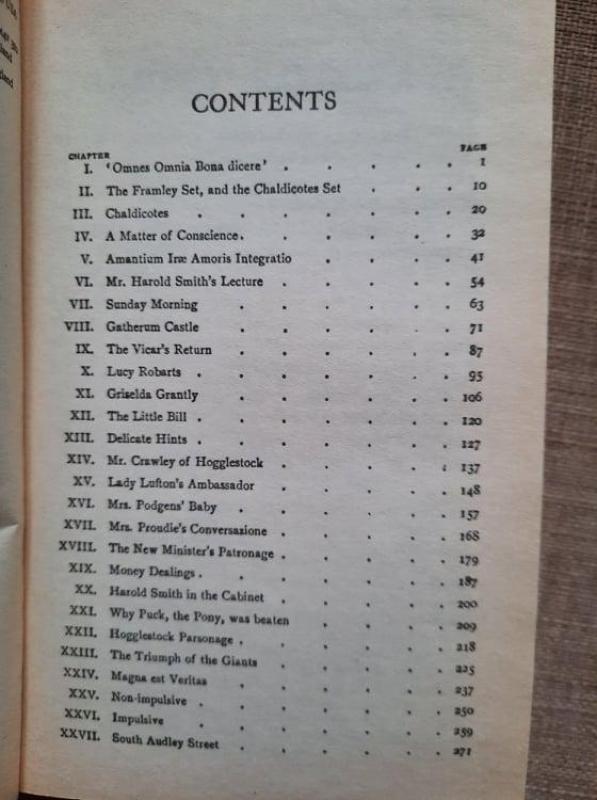 CONTENTS
CHAPTER PAGE
I. ‘Omnes Omnia Bona dicere’ . . . . . 1
II. The Framley Set, and the Chaldicotes Set . . . 10
III. Chaldicotes . . . . . . . 20
IV. A Matter of Conscience. . . . . . 32
V. Amantium Iræ Amoris Integratio . . . . 41
VI. Mr. Harold Smith's Lecture . . . . . 54
VII. Sunday Morning . . . . . . 63
VIII. Gatherum Castle . . . . . . 71
IX. The Vicar's Return . . . . . . 87
X. Lucy Robarts . . . . . . . 95
XI. Griselda Grantly . . . . . . 106
XII. The Little Bill . . . . . . . 120
XIII. Delicate Hints . . . . . . . 127
XIV. Mr. Crawley of Hogglestock . . . . . 137
XV. Lady Lufton's Ambassador . . . . . 148
XVI. Mrs. Podgens' Baby . . . . . . 157
XVII. Mrs. Proudie's Conversazione . . . . . 168
XVIII. The New Minister's Patronage . . . . . 179
XIX. Money Dealings . . . . . . . 187
XX. Harold Smith in the Cabinet . . . . . 200
XXI. Why Puck, the Pony, was beaten . . . . 209
XXII. Hogglestock Parsonage . . . . . . 218
XXIII. The Triumph of the Giants . . . . . 225
XXIV. Magna est Veritas . . . . . . 237
XXV. Non-impulsive . . . . . . . 250
XXVI. Impulsive . . . . . . . 259
XXVII. South Audley Street . . . . . . 271